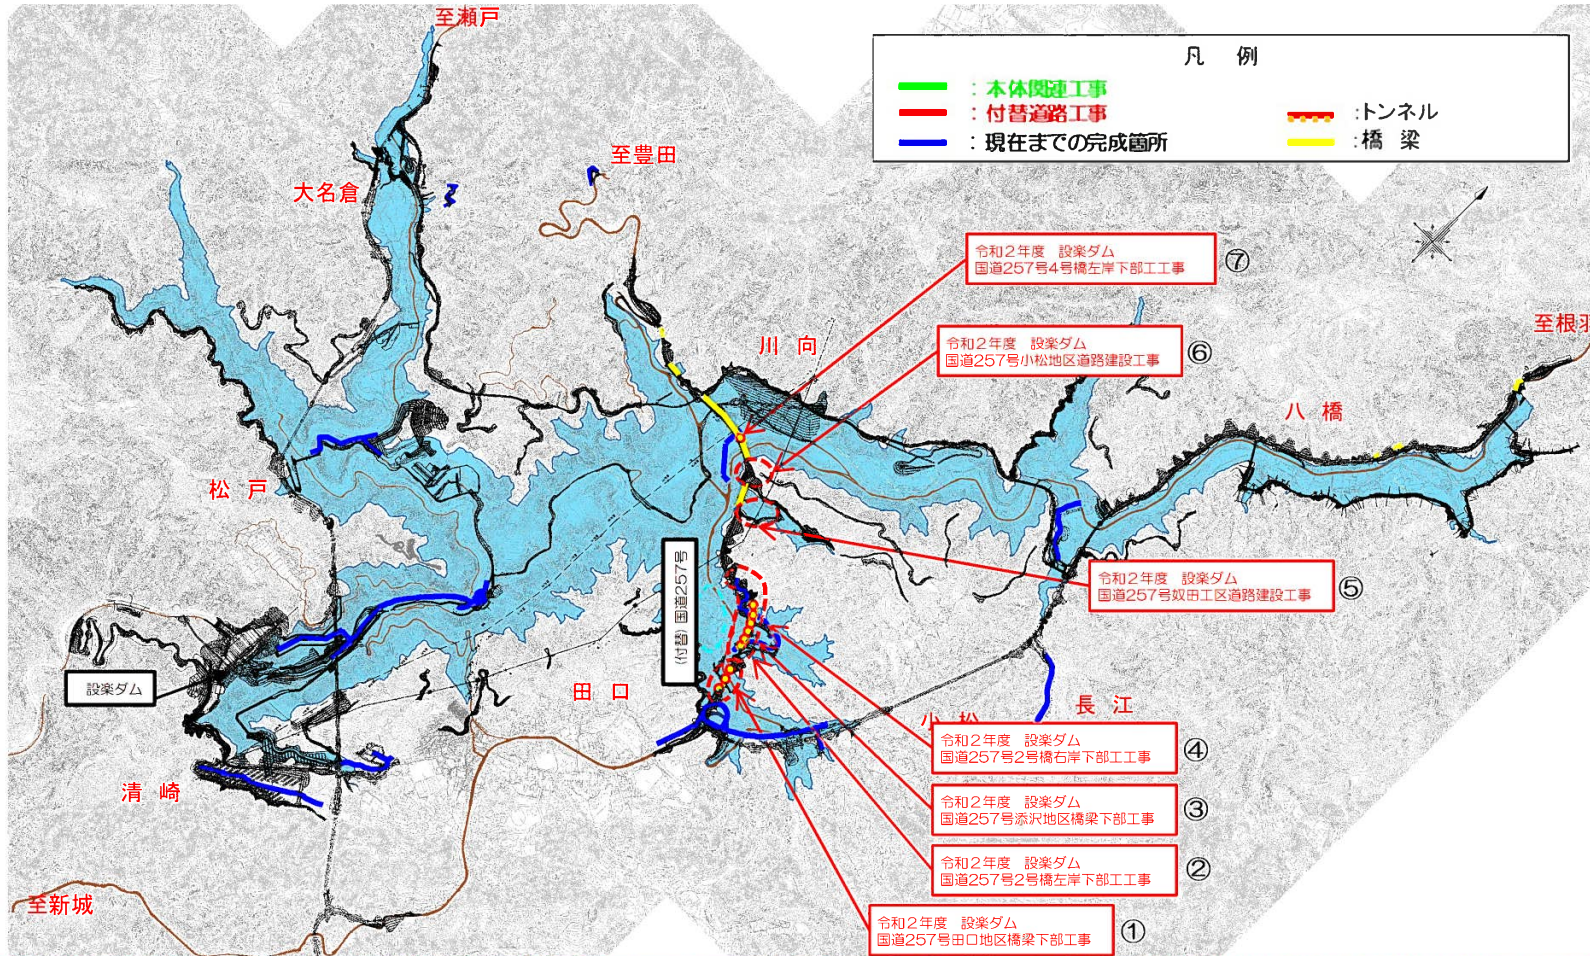 至瀬戸
凡 例
: 本体関連工事
: 付替道路工事
: 現在までの完成箇所
:トンネル
:橋 梁
至豊田
大名倉
令和2年度 設楽ダム
国道257号4号橋左岸下部工工事
⑦
至根羽
川 向
令和2年度 設楽ダム
国道257号小松地区道路建設工事
⑥
八 橋
松 戸
(付替) 国道257号
令和2年度 設楽ダム
国道257号奴田工区道路建設工事
⑤
設楽ダム
田 口
小 松
長 江
令和2年度 設楽ダム
国道257号2号橋右岸下部工工事
④
清 崎
令和2年度 設楽ダム
国道257号添沢地区橋梁下部工事
③
令和2年度 設楽ダム
国道257号2号橋左岸下部工工事
②
至新城
令和2年度 設楽ダム
国道257号田口地区橋梁下部工事
①